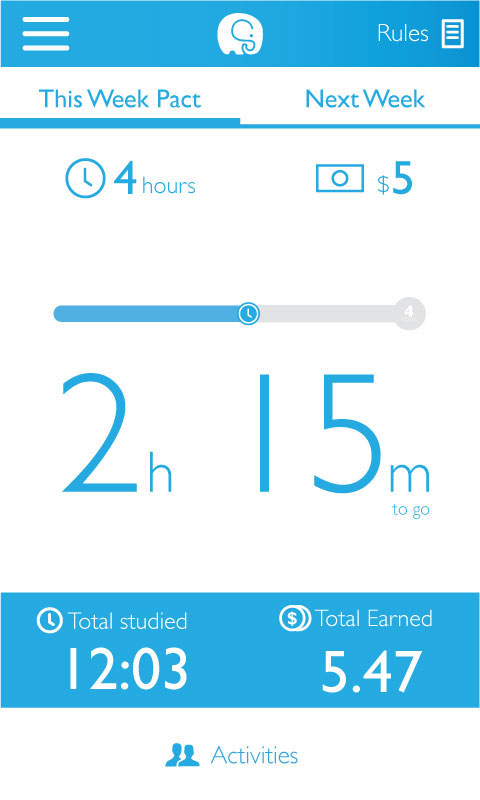 Rules
This Week Pact
Next Week
4 hours
$5
4
2h 15m
to go
Total studied
12:03
$ Total Earned
5.47
Activities